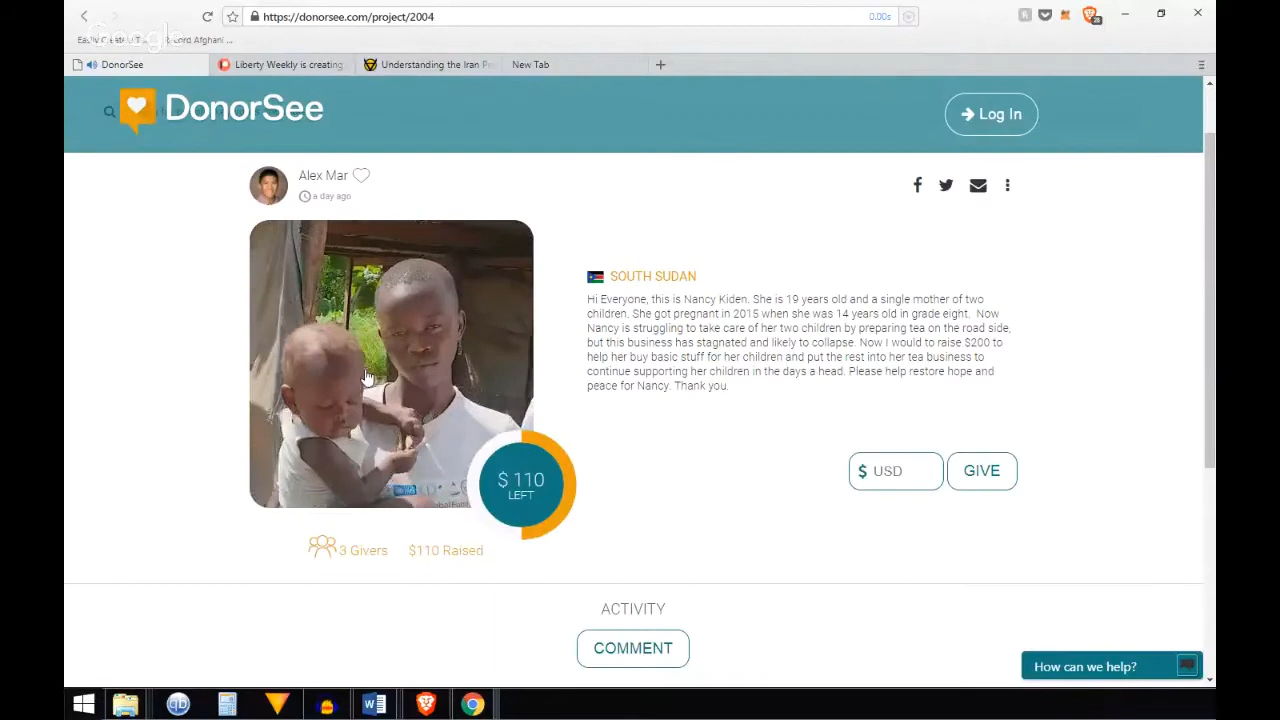 https://donorsee.com/project/2004
0.00s
28
Google
DonorSee
Liberty Weekly is creating
Understanding the Iran Pe
New Tab
DonorSee
Log In
Alex Mar
a day ago
SOUTH SUDAN
Hi Everyone, this is Nancy Kiden. She is 19 years old and a single mother of two
children. She got pregnant in 2015 when she was 14 years old in grade eight. Now
Nancy is struggling to take care of her two children by preparing tea on the road side,
but this business has stagnated and likely to collapse. Now I would to raise $200 to
help her buy basic stuff for her children and put the rest into her tea business to
continue supporting her children in the days a head. Please help restore hope and
peace for Nancy. Thank you.
$ USD
GIVE
$ 110
LEFT
3 Givers
$110 Raised
ACTIVITY
COMMENT
How can we help?